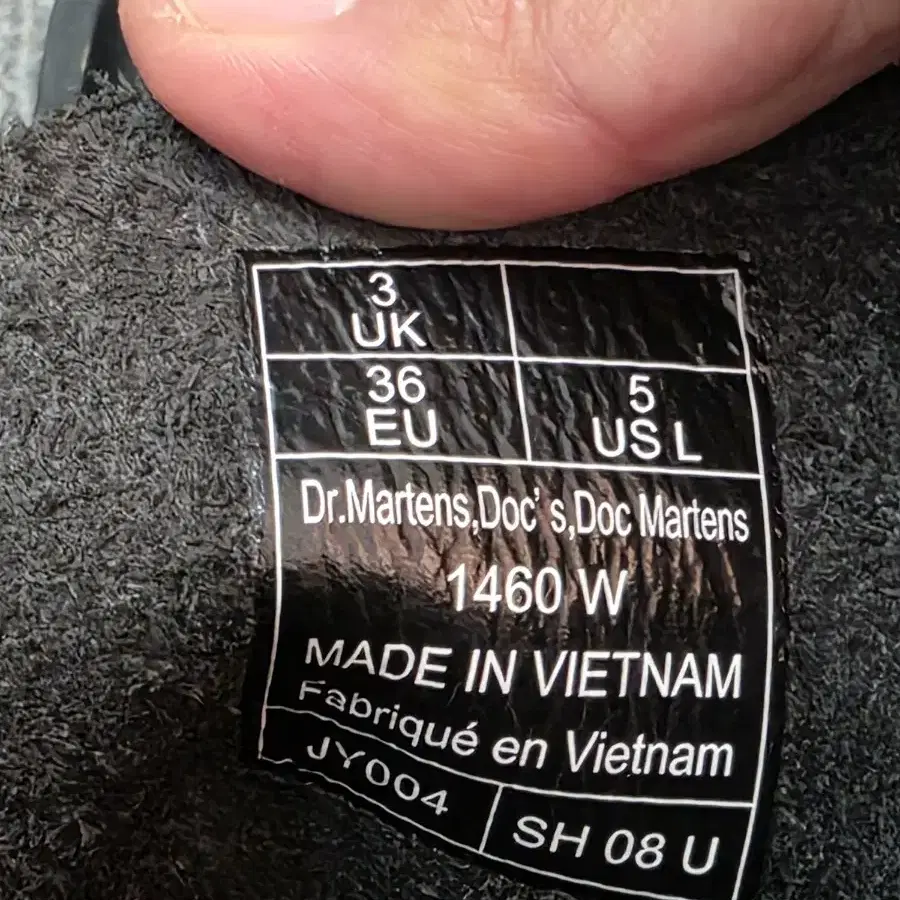 3
UK
36
EU
5
US L
Dr.Martens,Doc's,Doc Martens
1460 W
MADE IN VIETNAM
Fabriqué en Vietnam
JY004
SH 08 U